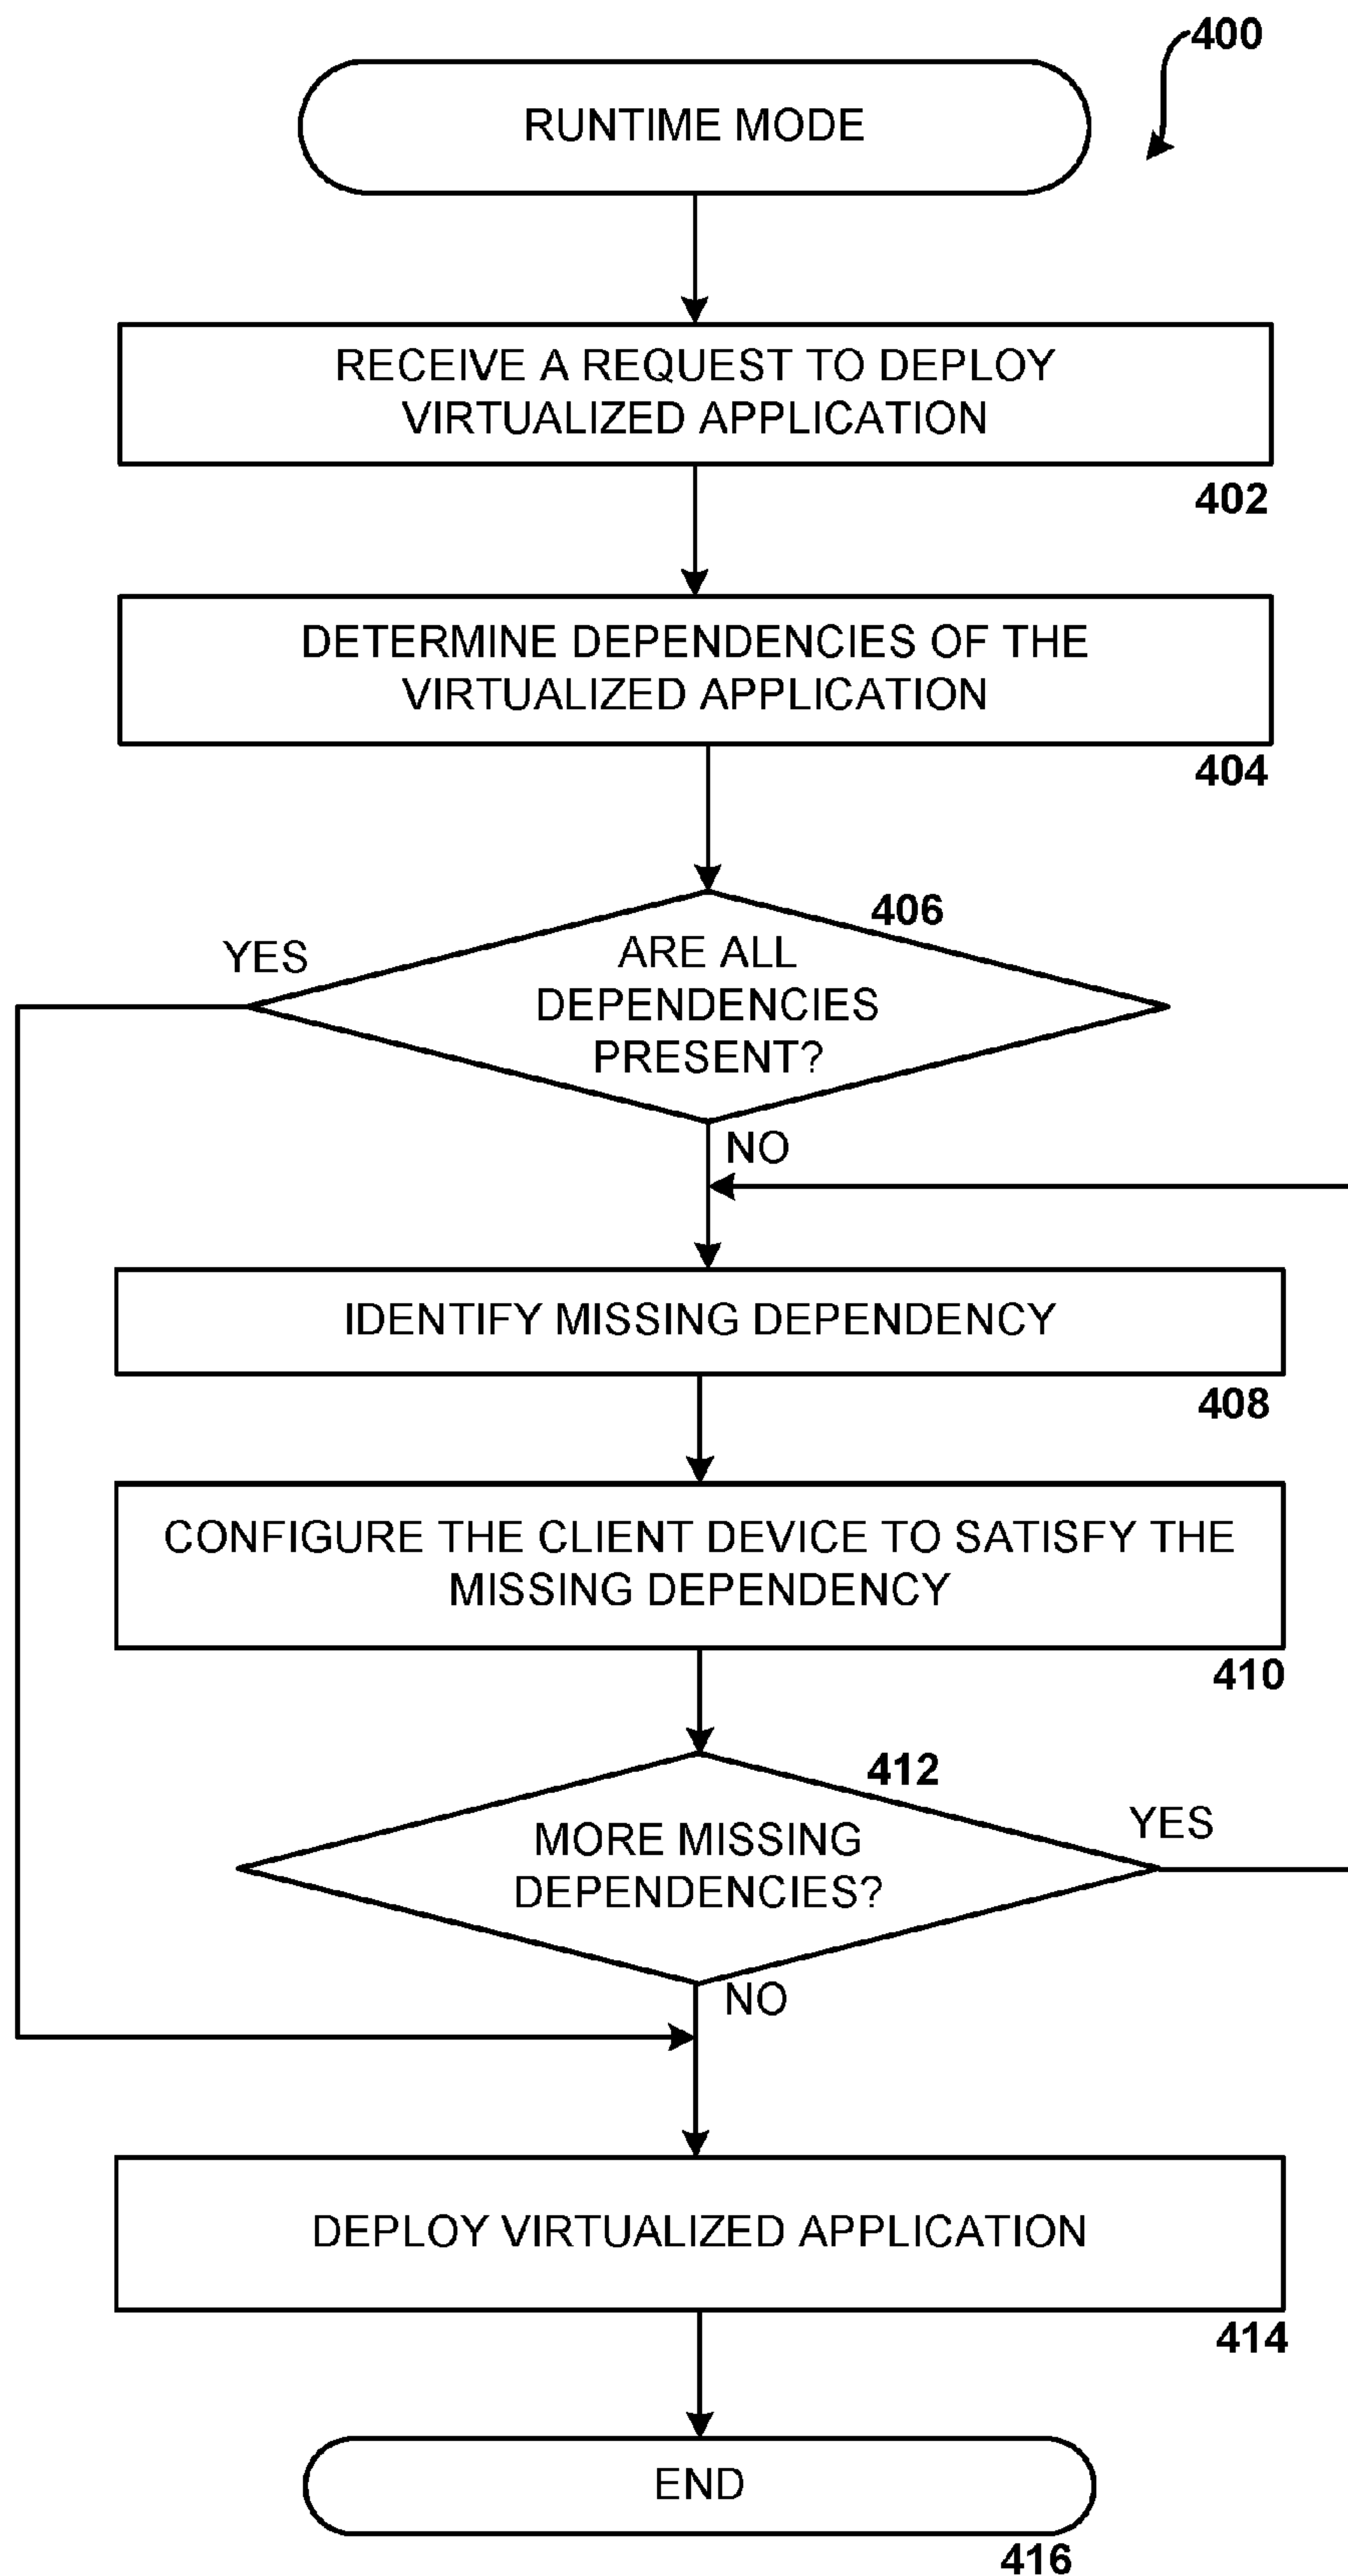 400
RUNTIME MODE
RECEIVE A REQUEST TO DEPLOY
VIRTUALIZED APPLICATION
402
DETERMINE DEPENDENCIES OF THE
VIRTUALIZED APPLICATION
404
406
YES
ARE ALL
DEPENDENCIES
PRESENT?
NO
IDENTIFY MISSING DEPENDENCY
408
CONFIGURE THE CLIENT DEVICE TO SATISFY THE
MISSING DEPENDENCY
410
412
YES
MORE MISSING
DEPENDENCIES?
NO
DEPLOY VIRTUALIZED APPLICATION
414
END
416